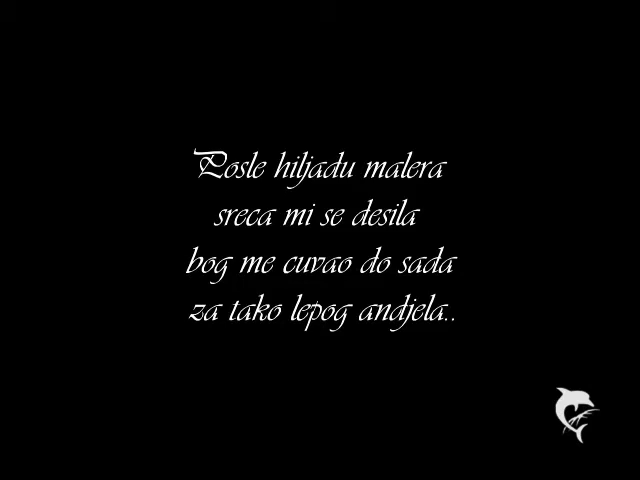 Posle hiljadu malera
sreca mi se desila
bog me cuvao do sada
za tako lepog andjela..